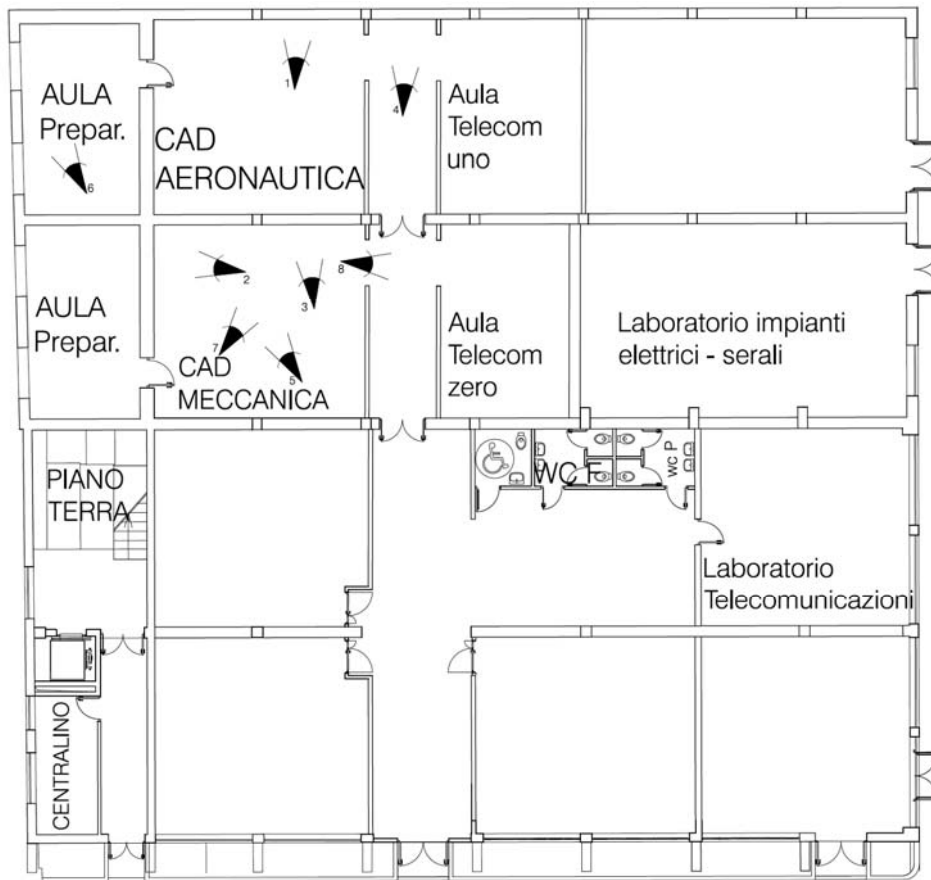 1
4
AULA
Prepar.
6
CAD
AERONAUTICA
Aula
Telecom
uno
2
8
3
7
5
AULA
Prepar.
CAD
MECCANICA
Aula
Telecom
zero
Laboratorio impianti
elettrici - serali
PIANO
TERRA
WC F
WC P
Laboratorio
Telecomunicazioni
CENTRALINO